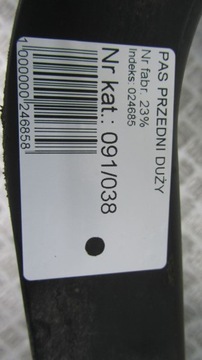 PAS PRZEDNI DUŻY
Nr fabr. 23%
Indeks: 024685
Nr kat.: 091/038
1000000246858